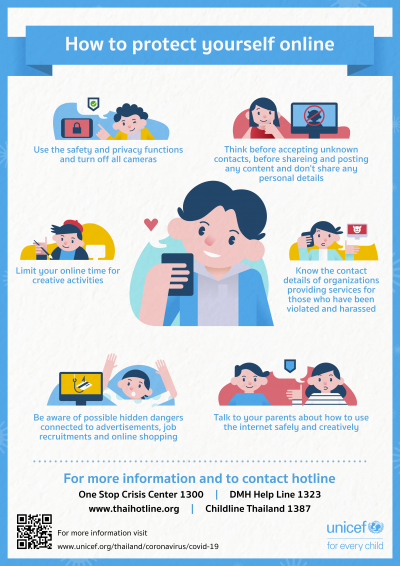 How to protect yourself online
Use the safety and privacy functions
and turn off all cameras
Think before accepting unknown
contacts, before shareing and posting
any content and don't share any
personal details
Limit your online time for
creative activities
Know the contact
details of organizations
providing services for
those who have been
violated and harassed
Be aware of possible hidden dangers
connected to advertisements, job
recruitments and online shopping
Talk to your parents about how to use
the internet safely and creatively
For more information and to contact hotline
One Stop Crisis Center 1300 | DMH Help Line 1323
www.thaihotline.org | Childline Thailand 1387
For more information visit
www.unicef.org/thailand/coronavirus/covid-19
unicef
for every child